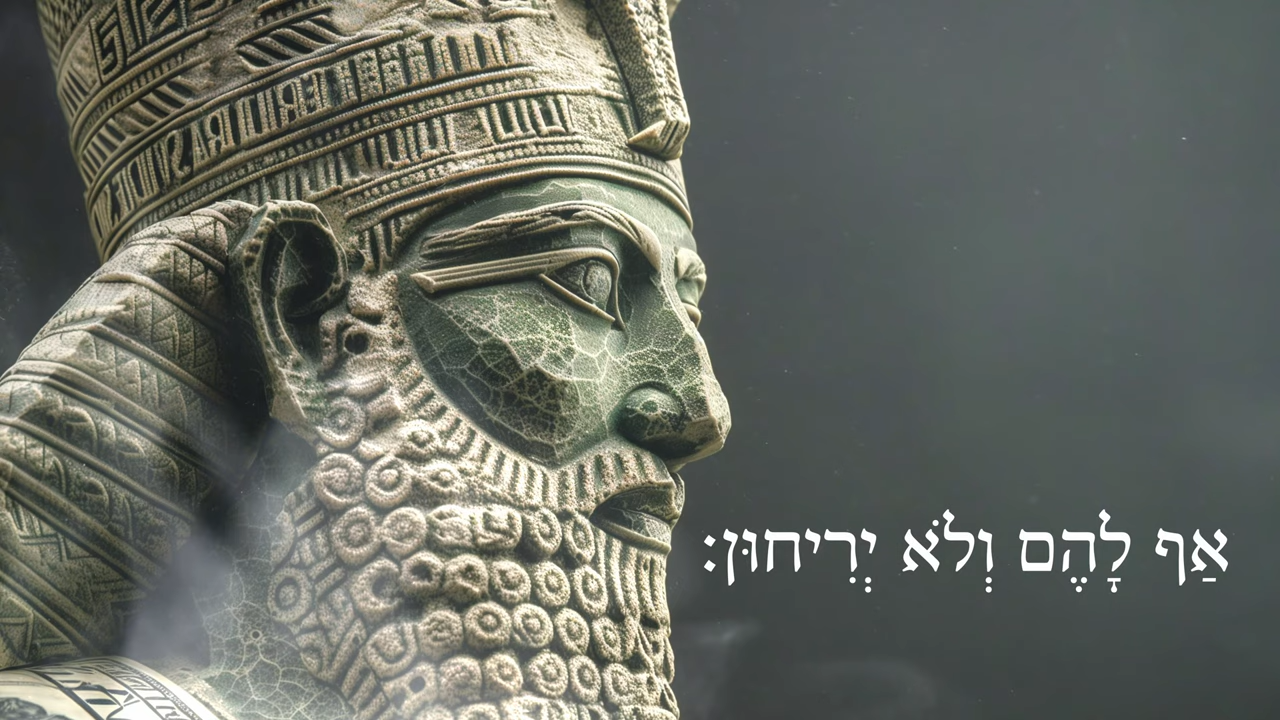 אַף לָהֶם וְלֹא יְרִיחוּן: